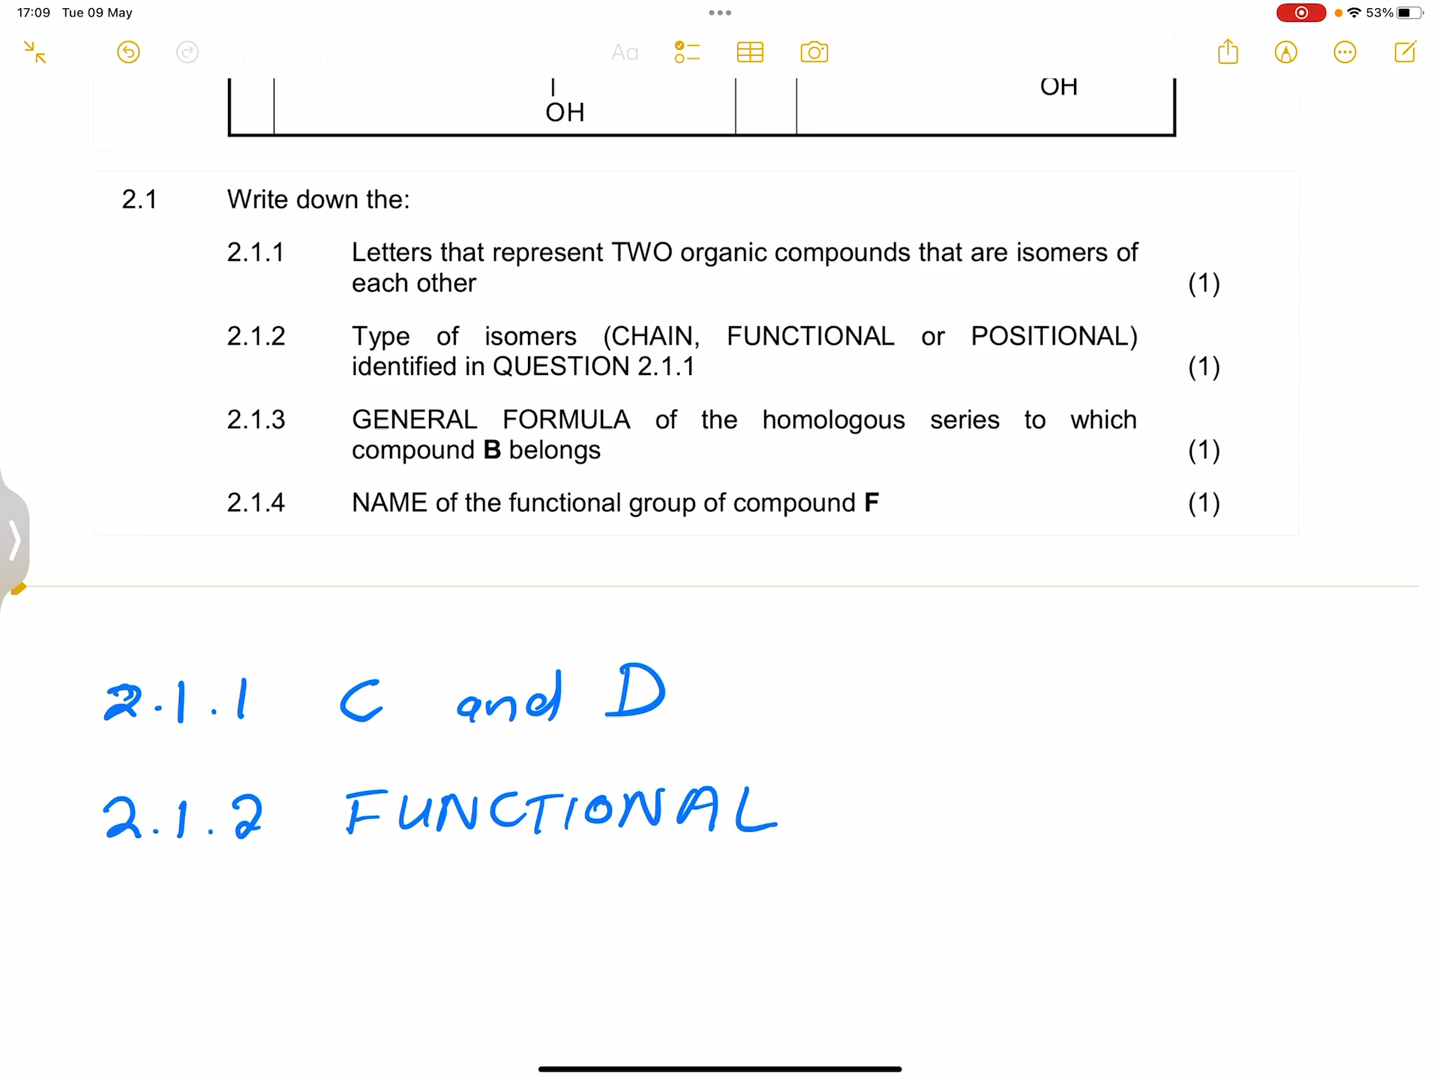 17:09 Tue 09 May
53%
Aa
OH
OH
2.1 Write down the:
2.1.1 Letters that represent TWO organic compounds that are isomers of
each other (1)
2.1.2 Type of isomers (CHAIN, FUNCTIONAL or POSITIONAL)
identified in QUESTION 2.1.1 (1)
2.1.3 GENERAL FORMULA of the homologous series to which
compound B belongs (1)
2.1.4 NAME of the functional group of compound F (1)
2.1.1 C and D
2.1.2 FUNCTIONAL